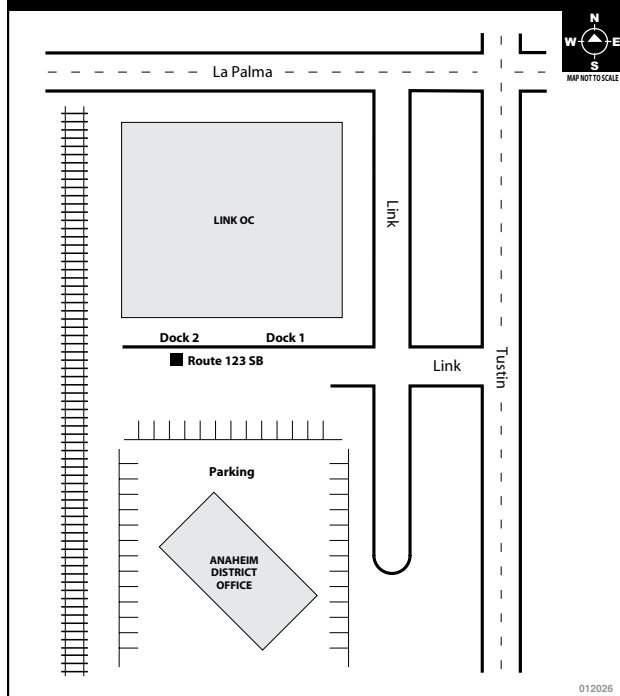 N
W E
S
MAP NOT TO SCALE
La Palma
LINK OC
Link
Dock 2 Dock 1
Route 123 SB
Link
Tustin
Parking
ANAHEIM
DISTRICT
OFFICE
012026